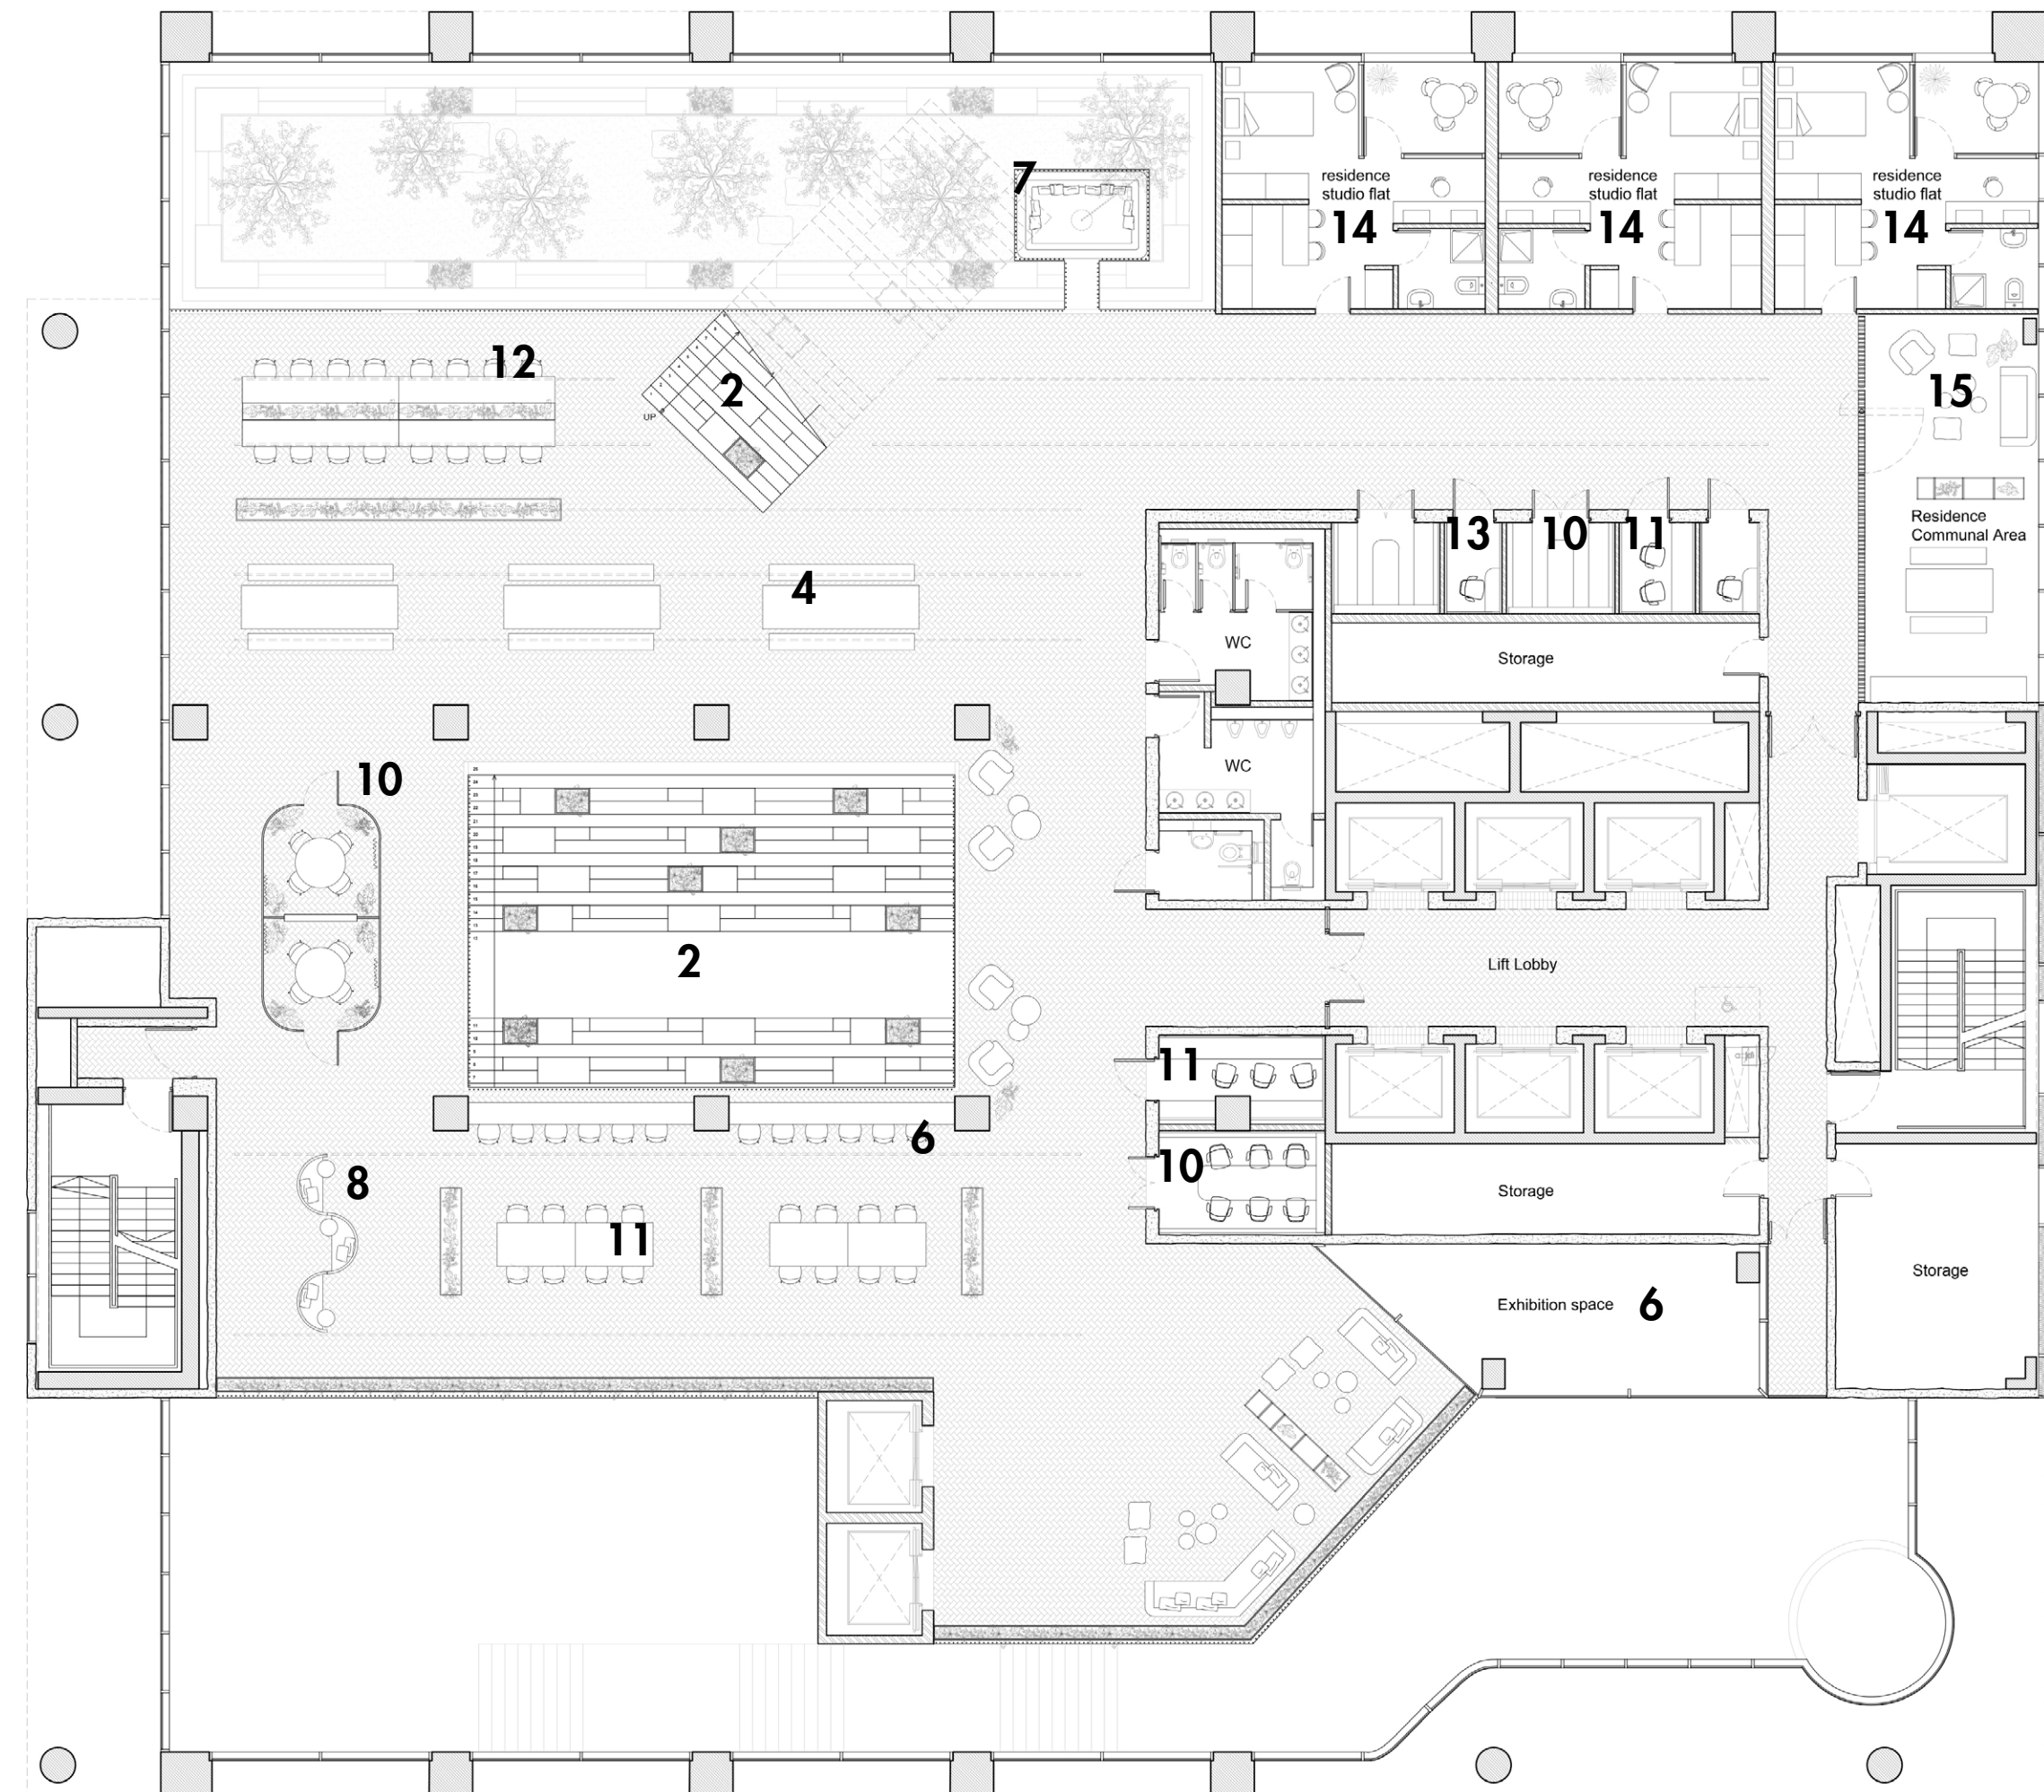 7
residence
studio flat
14
residence
studio flat
14
residence
studio flat
14
12
2
UP
15
13
10
11
Residence
Communal Area
4
WC
Storage
WC
10
2
Lift Lobby
11
6
10
8
Storage
11
Storage
Exhibition space 6